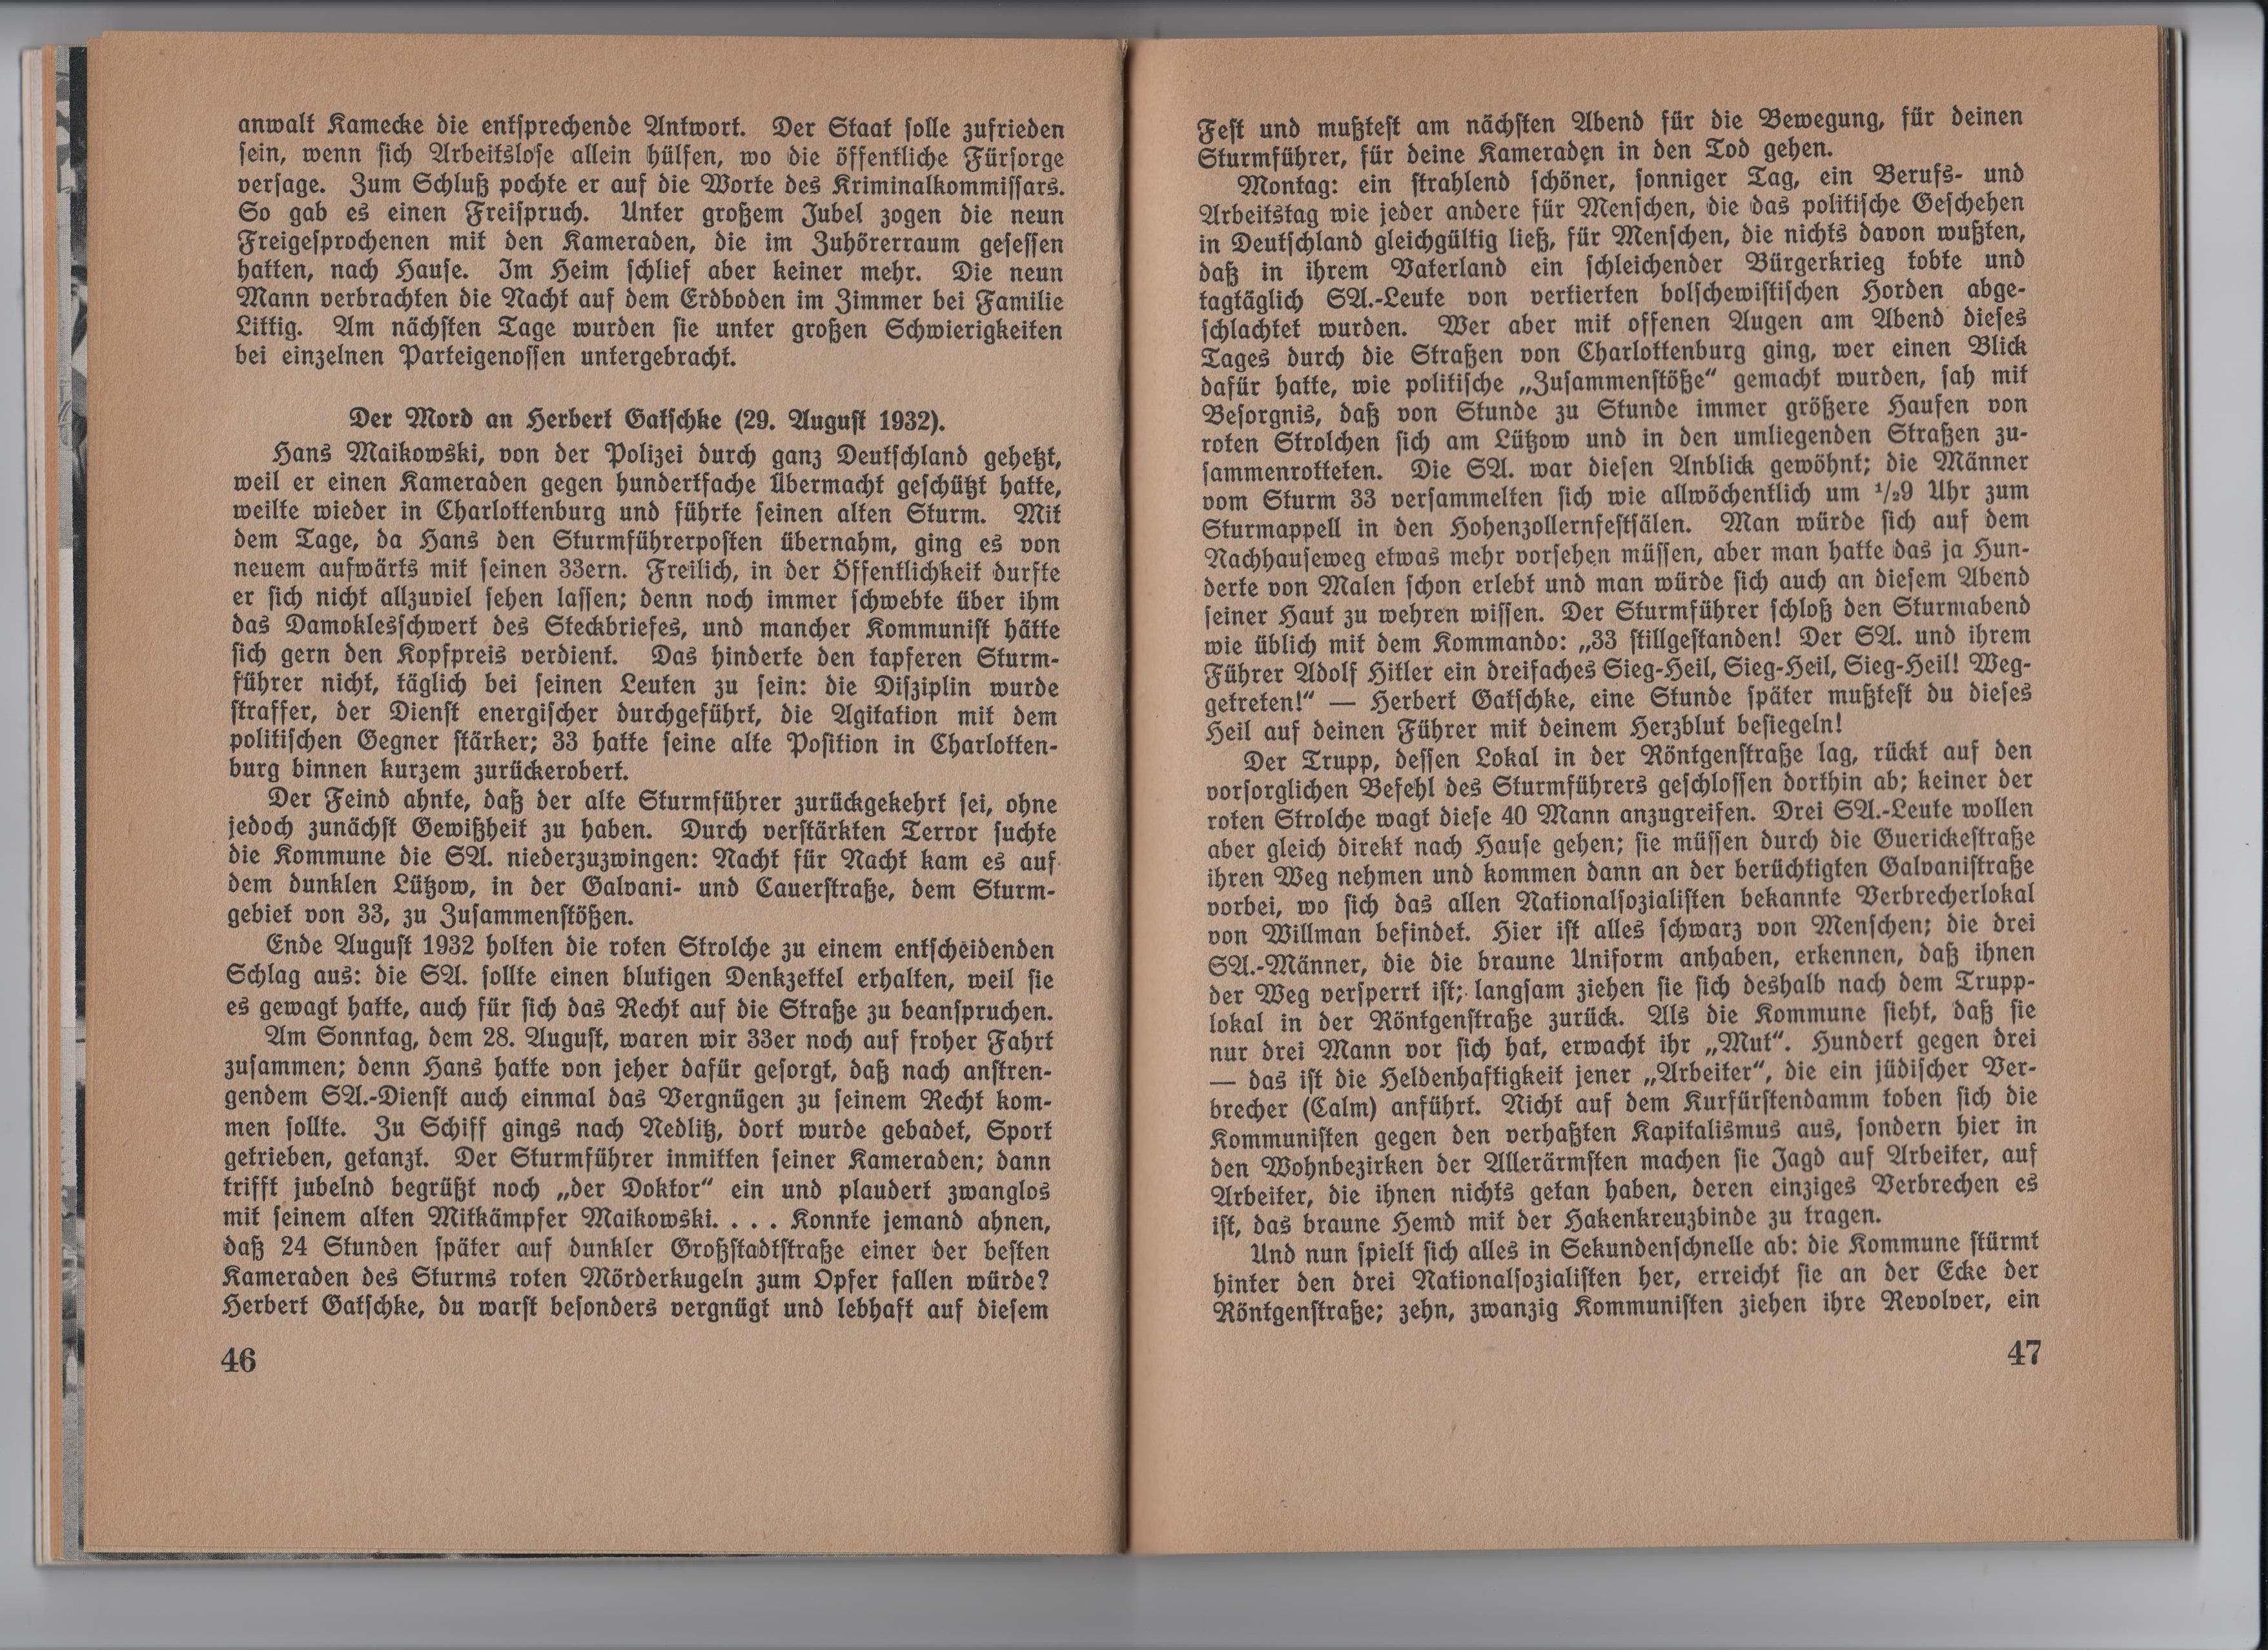 anwalt Kamecke die entsprechende Antwort. Der Staat solle zufrieden
sein, wenn sich Arbeitslose allein hülfen, wo die öffentliche Fürsorge
versage. Zum Schluß pochte er auf die Worte des Kriminalkommissars.
So gab es einen Freispruch. Unter großem Jubel zogen die neun
Freigesprochenen mit den Kameraden, die im Zuhörerraum gesessen
hatten, nach Hause. Im Heim schlief aber keiner mehr. Die neun
Mann verbrachten die Nacht auf dem Erdboden im Zimmer bei Familie
Littig. Am nächsten Tage wurden sie unter großen Schwierigkeiten
bei einzelnen Parteigenossen untergebracht.
Der Mord an Herbert Gatschke (29. August 1932).
Hans Maikowski, von der Polizei durch ganz Deutschland gehetzt,
weil er einen Kameraden gegen hundertfache Übermacht geschützt hatte,
weilte wieder in Charlottenburg und führte seinen alten Sturm. Mit
dem Tage, da Hans den Sturmführerposten übernahm, ging es von
neuem aufwärts mit seinen 33ern. Freilich, in der Öffentlichkeit durfte
er sich nicht allzuviel sehen lassen; denn noch immer schwebte über ihm
das Damoklesschwert des Steckbriefes, und mancher Kommunist hätte
sich gern den Kopfpreis verdient. Das hinderte den tapferen Sturm-
führer nicht, täglich bei seinen Leuten zu sein: die Disziplin wurde
straffer, der Dienst energischer durchgeführt, die Agitation mit dem
politischen Gegner stärker; 33 hatte seine alte Position in Charlotten-
burg binnen kurzem zurückerobert.
Der Feind ahnte, daß der alte Sturmführer zurückgekehrt sei, ohne
jedoch zunächst Gewißheit zu haben. Durch verstärkten Terror suchte
die Kommune die SA. niederzuzwingen: Nacht für Nacht kam es auf
dem dunklen Lützow, in der Galvani- und Cauerstraße, dem Sturm-
gebiet von 33, zu Zusammenstößen.
Ende August 1932 holten die roten Strolche zu einem entscheidenden
Schlag aus: die SA. sollte einen blutigen Denkzettel erhalten, weil sie
es gewagt hatte, auch für sich das Recht auf die Straße zu beanspruchen.
Am Sonntag, dem 28. August, waren wir 33er noch auf froher Fahrt
zusammen; denn Hans hatte von jeher dafür gesorgt, daß nach anstren-
gendem SA.-Dienst auch einmal das Vergnügen zu seinem Recht kom-
men sollte. Zu Schiff gings nach Nedlitz, dort wurde gebadet, Sport
getrieben, getanzt. Der Sturmführer inmitten seiner Kameraden; dann
trifft jubelnd begrüßt noch „der Doktor“ ein und plaudert zwanglos
mit seinem alten Mitkämpfer Maikowski. . . . Konnte jemand ahnen,
daß 24 Stunden später auf dunkler Großstadtstraße einer der besten
Kameraden des Sturms roten Mörderkugeln zum Opfer fallen würde?
Herbert Gatschke, du warst besonders vergnügt und lebhaft auf diesem
46
Fest und mußtest am nächsten Abend für die Bewegung, für deinen
Sturmführer, für deine Kameraden in den Tod gehen.
Montag: ein strahlend schöner, sonniger Tag, ein Berufs- und
Arbeitstag wie jeder andere für Menschen, die das politische Geschehen
in Deutschland gleichgültig ließ, für Menschen, die nichts davon wußten,
daß in ihrem Vaterland ein schleichender Bürgerkrieg tobte und
tagtäglich SA.-Leute von vertierten bolschewistischen Horden abge-
schlachtet wurden. Wer aber mit offenen Augen am Abend dieses
Tages durch die Straßen von Charlottenburg ging, wer einen Blick
dafür hatte, wie politische „Zusammenstöße“ gemacht wurden, sah mit
Besorgnis, daß von Stunde zu Stunde immer größere Haufen von
roten Strolchen sich am Lützow und in den umliegenden Straßen zu-
sammenrotteten. Die SA. war diesen Anblick gewöhnt; die Männer
vom Sturm 33 versammelten sich wie allwöchentlich um ½9 Uhr zum
Sturmappell in den Hohenzollernfestsälen. Man würde sich auf dem
Nachhauseweg etwas mehr vorsehen müssen, aber man hatte das ja Hun-
derte von Malen schon erlebt und man würde sich auch an diesem Abend
seiner Haut zu wehren wissen. Der Sturmführer schloß den Sturmabend
wie üblich mit dem Kommando: „33 stillgestanden! Der SA. und ihrem
Führer Adolf Hitler ein dreifaches Sieg-Heil, Sieg-Heil, Sieg-Heil! Weg-
getreten!“ — Herbert Gatschke, eine Stunde später mußtest du dieses
Heil auf deinen Führer mit deinem Herzblut besiegeln!
Der Trupp, dessen Lokal in der Röntgenstraße lag, rückt auf den
vorsorglichen Befehl des Sturmführers geschlossen dorthin ab; keiner der
roten Strolche wagt diese 40 Mann anzugreifen. Drei SA.-Leute wollen
aber gleich direkt nach Hause gehen; sie müssen durch die Guerickestraße
ihren Weg nehmen und kommen dann an der berüchtigten Galvanistraße
vorbei, wo sich das allen Nationalsozialisten bekannte Verbrecherlokal
von Willman befindet. Hier ist alles schwarz von Menschen; die drei
SA.-Männer, die die braune Uniform anhaben, erkennen, daß ihnen
der Weg versperrt ist; langsam ziehen sie sich deshalb nach dem Trupp-
lokal in der Röntgenstraße zurück. Als die Kommune sieht, daß sie
nur drei Mann vor sich hat, erwacht ihr „Mut“. Hundert gegen drei
— das ist die Heldenhaftigkeit jener „Arbeiter“, die ein jüdischer Ver-
brecher (Calm) anführt. Nicht auf dem Kurfürstendamm toben sich die
Kommunisten gegen den verhaßten Kapitalismus aus, sondern hier in
den Wohnbezirken der Allerärmsten machen sie Jagd auf Arbeiter, auf
Arbeiter, die ihnen nichts getan haben, deren einziges Verbrechen es
ist, das braune Hemd mit der Hakenkreuzbinde zu tragen.
Und nun spielt sich alles in Sekundenschnelle ab: die Kommune stürmt
hinter den drei Nationalsozialisten her, erreicht sie an der Ecke der
Röntgenstraße; zehn, zwanzig Kommunisten ziehen ihre Revolver, ein
47